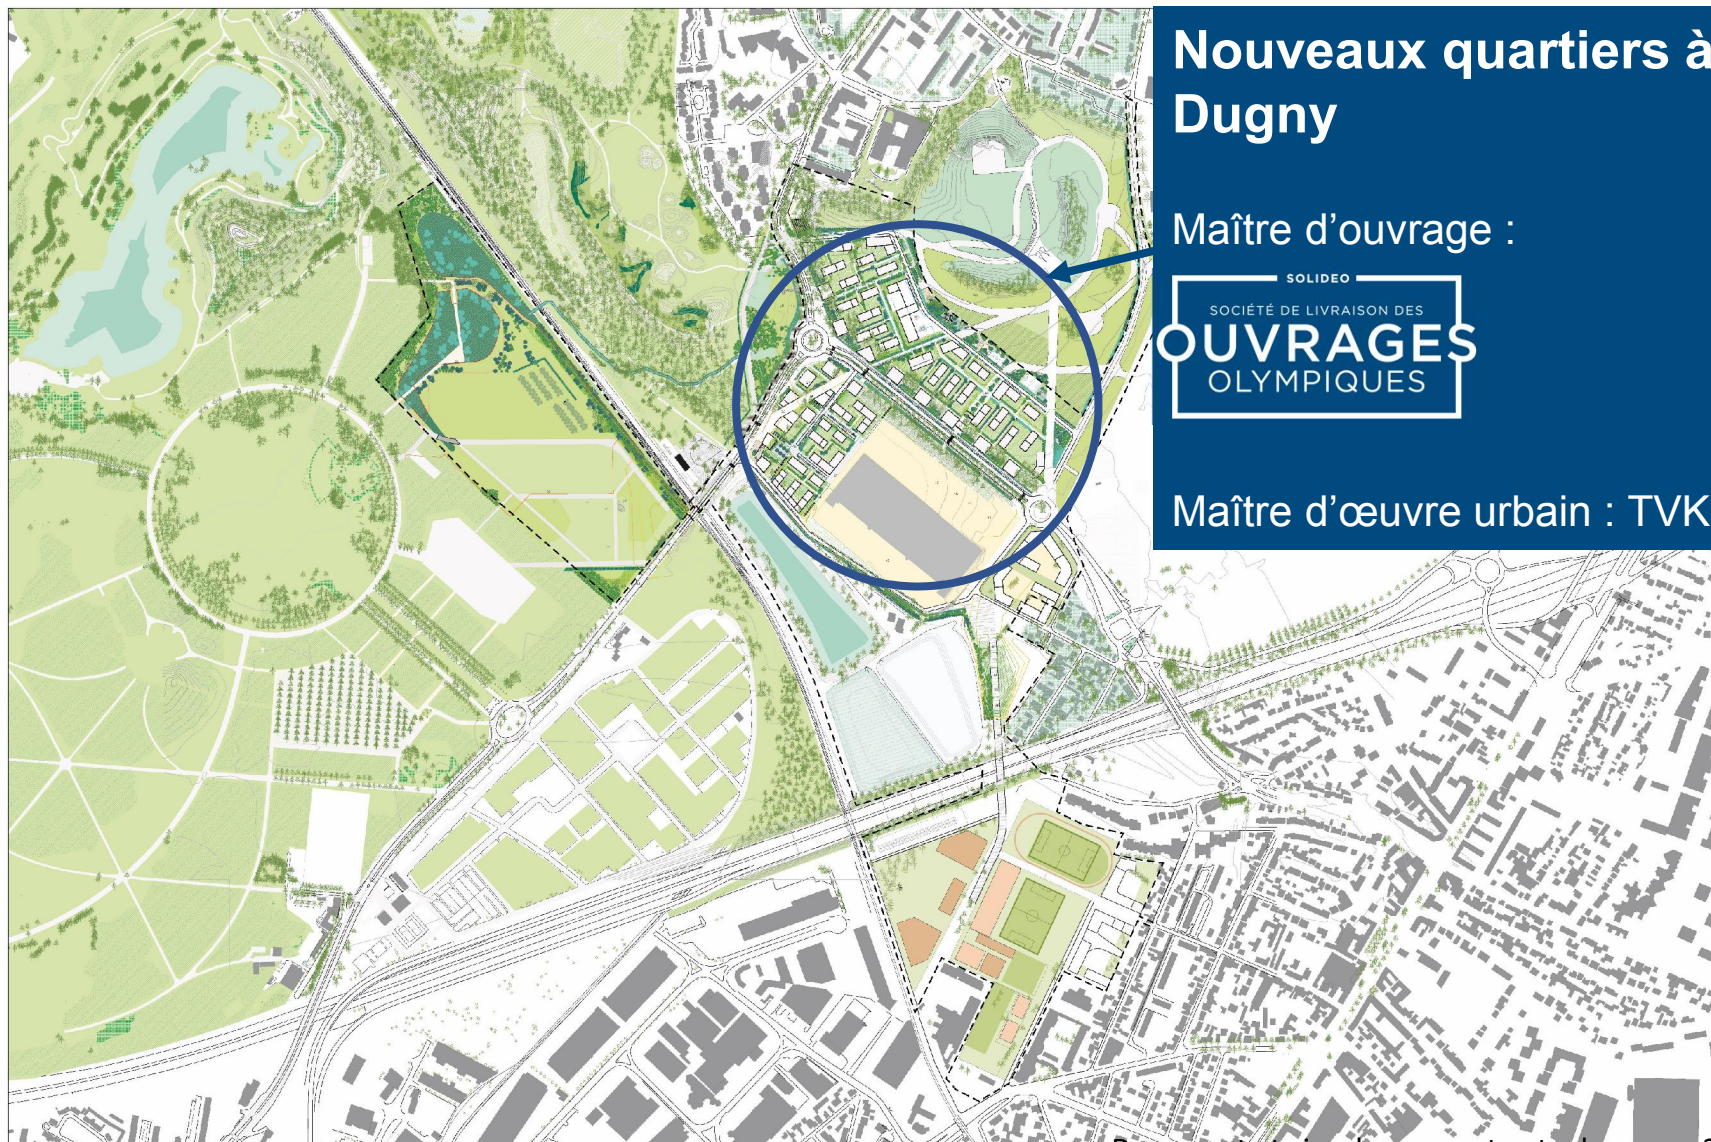 Nouveaux quartiers à
Dugny
Maître d’ouvrage :
SOLIDEO
SOCIÉTÉ DE LIVRAISON DES
OUVRAGES
OLYMPIQUES
Maître d’œuvre urbain : TVK